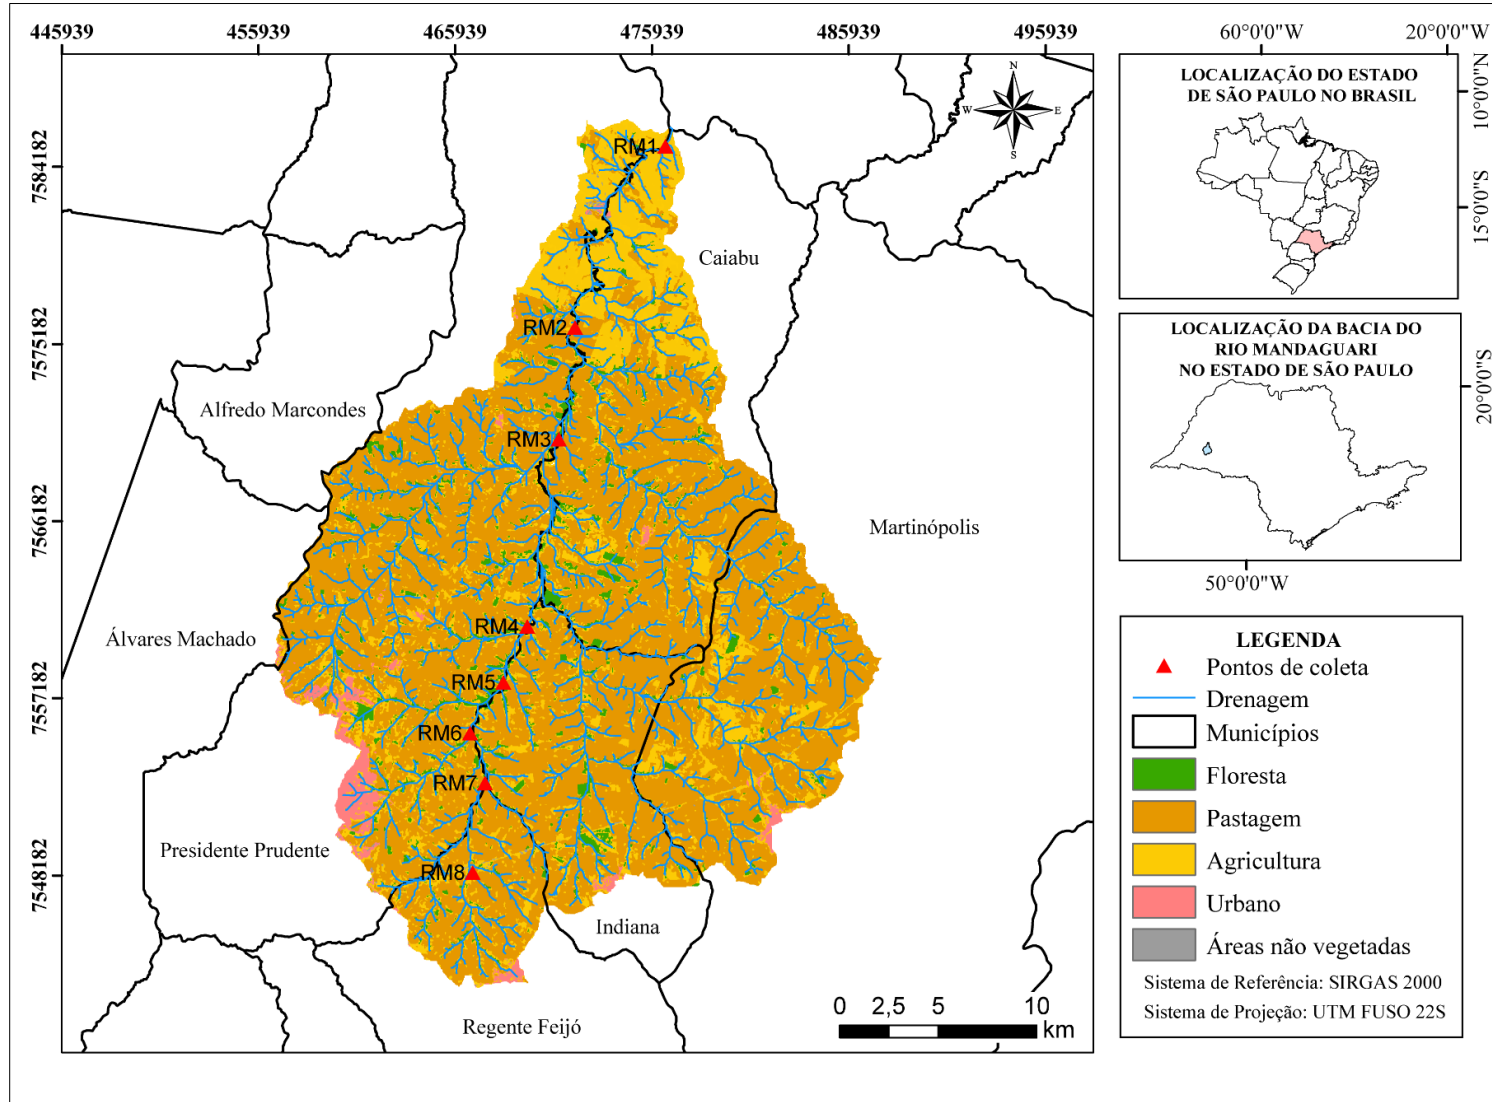 445939
455939
465939
475939
485939
495939
60°0'0"W
20°0'0"W
7584182
7575182
7566182
7557182
7548182
N
W
E
S
RM1
Caiabu
RM2
Alfredo Marcondes
RM3
Martinópolis
RM4
Álvares Machado
RM5
RM6
RM7
Presidente Prudente
RM8
Indiana
Regente Feijó
0 2,5 5 10
km
LOCALIZAÇÃO DO ESTADO
DE SÃO PAULO NO BRASIL
10°0'0"N
15°0'0"S
LOCALIZAÇÃO DA BACIA DO
RIO MANDAGUARI
NO ESTADO DE SÃO PAULO
20°0'0"S
50°0'0"W
LEGENDA
Pontos de coleta
Drenagem
Municípios
Floresta
Pastagem
Agricultura
Urbano
Áreas não vegetadas
Sistema de Referência: SIRGAS 2000
Sistema de Projeção: UTM FUSO 22S